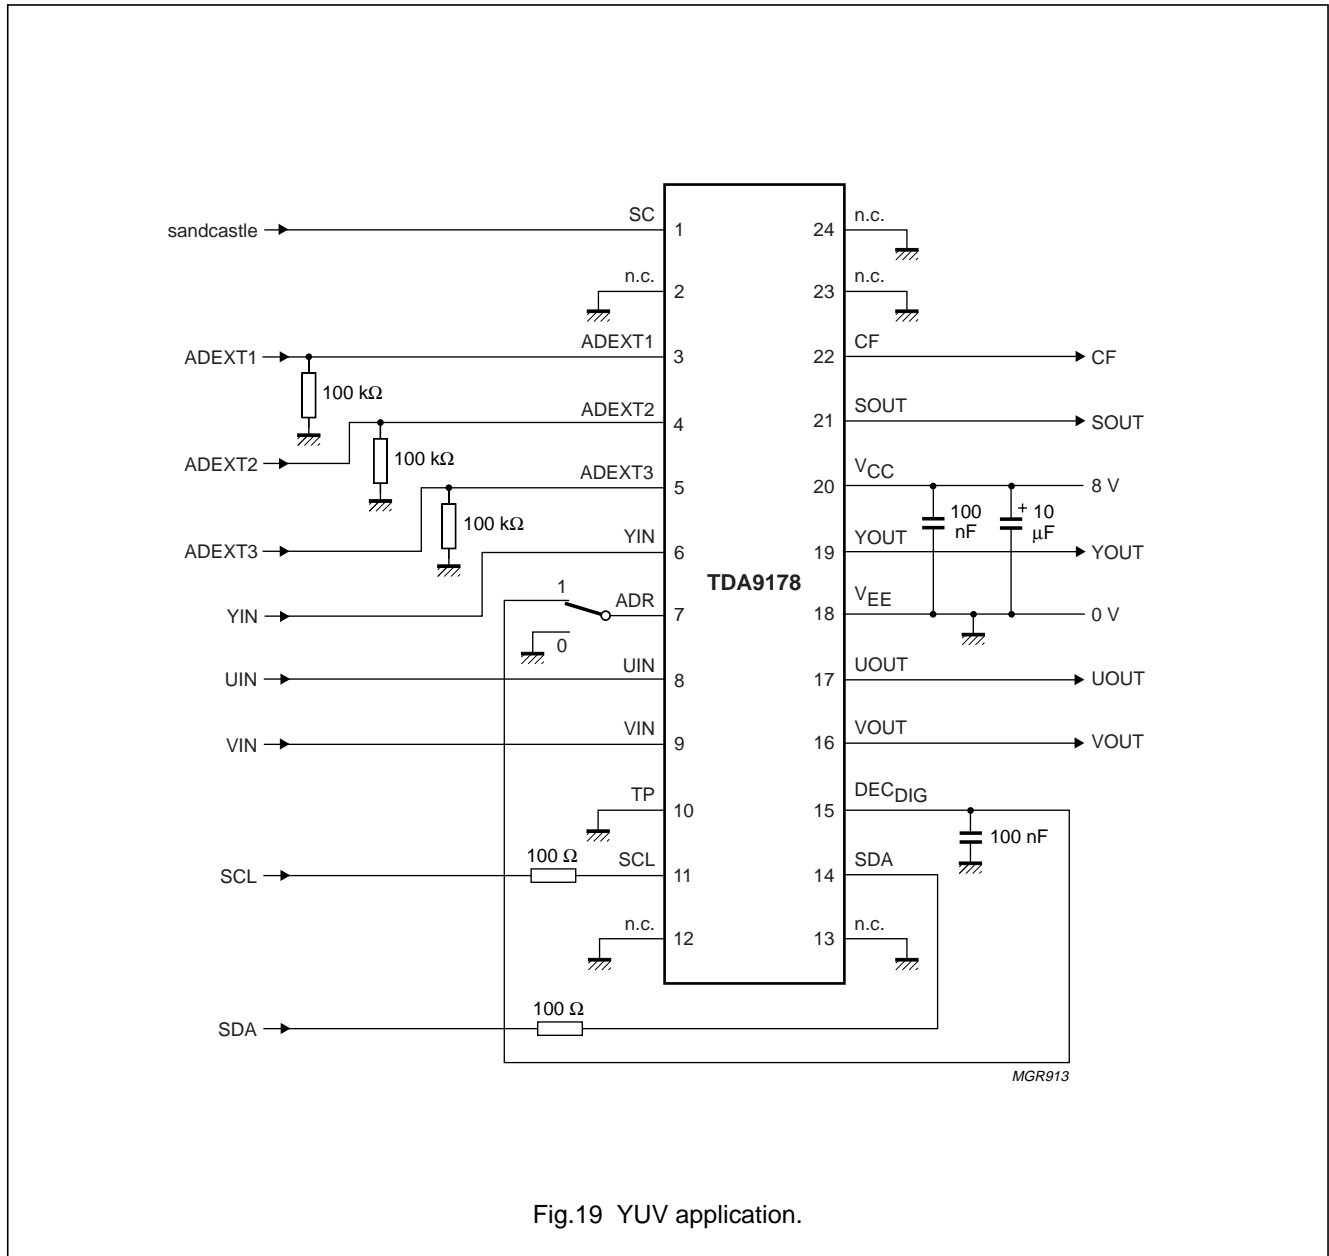 SC
sandcastle
1
24
n.c.
n.c.
2
23
n.c.
ADEXT1
ADEXT1
3
22
CF
CF
100 kΩ
ADEXT2
4
21
SOUT
SOUT
ADEXT2
100 kΩ
ADEXT3
5
20
VCC
8 V
100 nF
+ 10 μF
ADEXT3
100 kΩ
YIN
6
19
YOUT
YOUT
TDA9178
YIN
1
ADR
7
18
VEE
0 V
0
UIN
UIN
8
17
UOUT
UOUT
VIN
VIN
9
16
VOUT
VOUT
TP
10
15
DECDIG
100 nF
SCL
100 Ω
SCL
11
14
SDA
n.c.
12
13
n.c.
SDA
100 Ω
MGR913
Fig.19 YUV application.